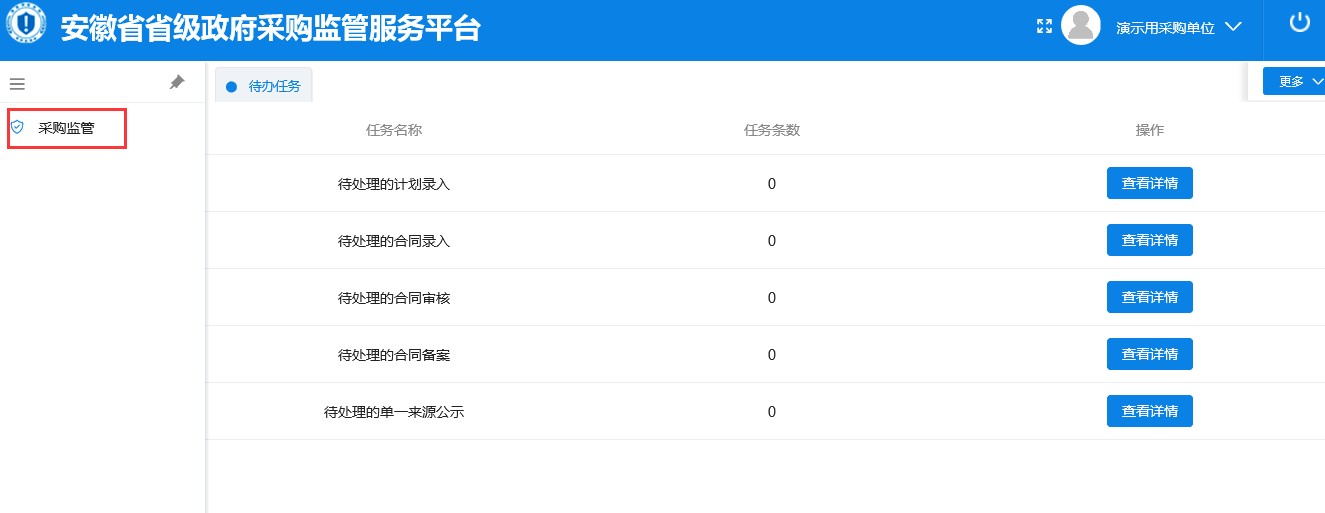 安徽省省级政府采购监管服务平台
演示用采购单位
采购监管
待办任务
更多
任务名称 任务条数 操作
待处理的计划录入 0 查看详情
待处理的合同录入 0 查看详情
待处理的合同审核 0 查看详情
待处理的合同备案 0 查看详情
待处理的单一来源公示 0 查看详情